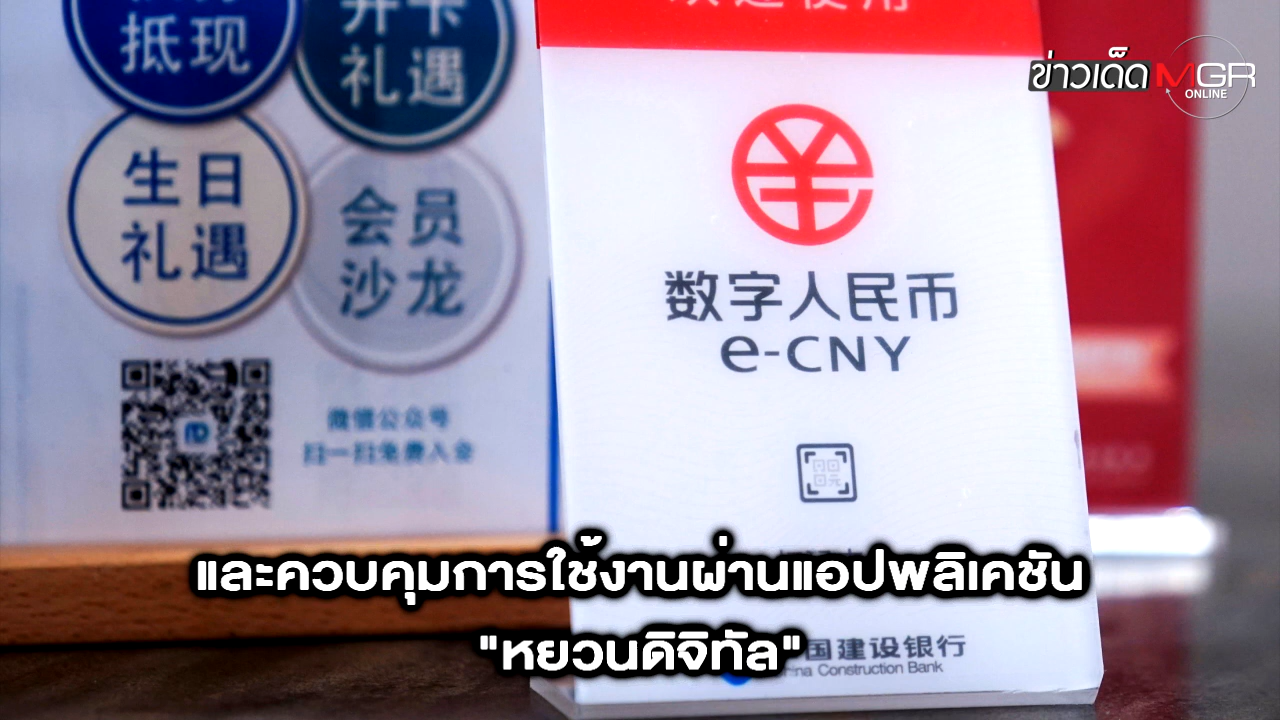 抵现
礼遇
生日
礼遇
会员
沙龙
微信公众号
扫一扫免费入会
数字人民币
e-CNY
国建设银行
China Construction Bank
ข่าวเด็ด MGR
ONLINE
และควบคุมการใช้งานผ่านแอปพลิเคชัน
"หยวนดิจิทัล"